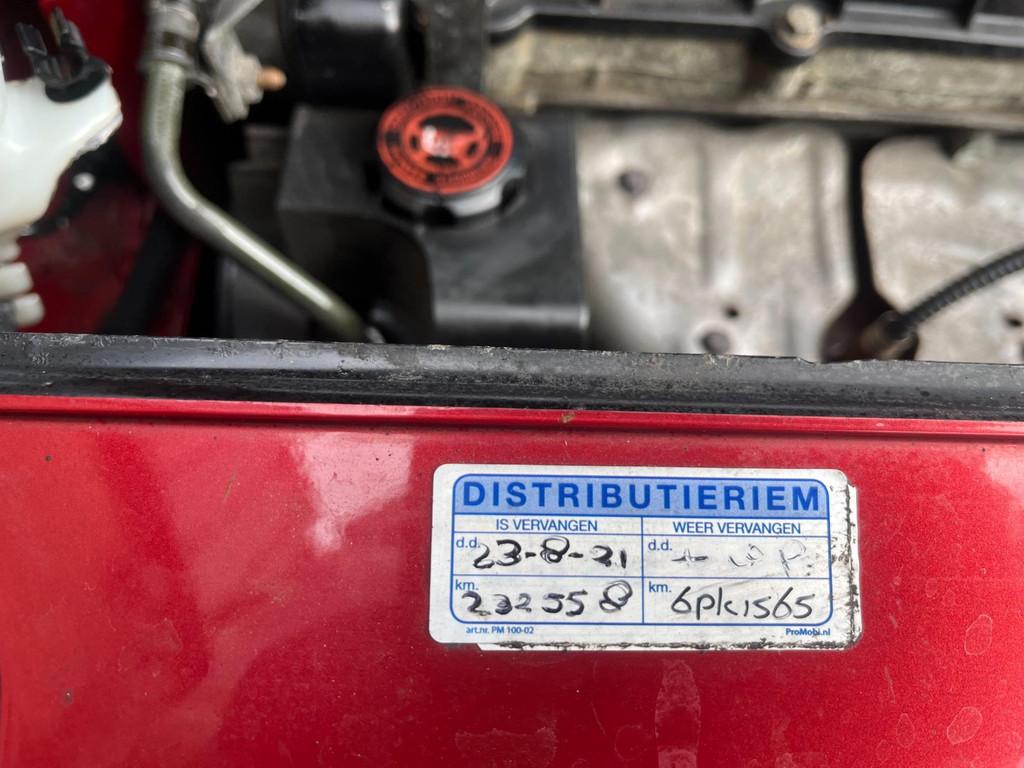 DISTRIBUTIERIEM
IS VERVANGEN WEER VERVANGEN
d.d. 23-8-21 d.d. + W P
km. 232558 km. 6pk1565
art.nr. PM 100-02 ProMobi.nl